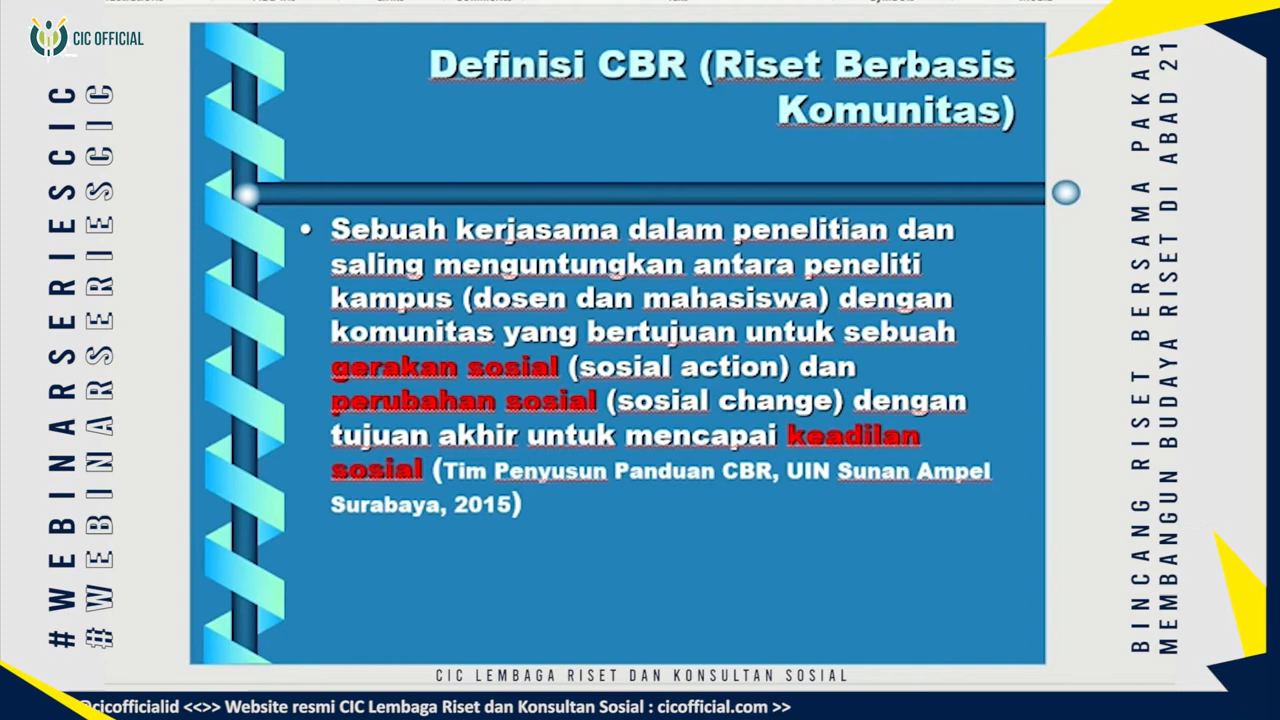 CIC OFFICIAL
#WEBINARSERIESCIC
#WEBINARSERIESCIC
Definisi CBR (Riset Berbasis
Komunitas)
• Sebuah kerjasama dalam penelitian dan
saling menguntungkan antara peneliti
kampus (dosen dan mahasiswa) dengan
komunitas yang bertujuan untuk sebuah
gerakan sosial (sosial action) dan
perubahan sosial (sosial change) dengan
tujuan akhir untuk mencapai keadilan
sosial (Tim Penyusun Panduan CBR, UIN Sunan Ampel
Surabaya, 2015)
BINCANG RISET BERSAMA PAKAR
MEMBANGUN BUDAYA RISET DI ABAD 21
CIC LEMBAGA RISET DAN KONSULTAN SOSIAL
@cicofficialid <<>> Website resmi CIC Lembaga Riset dan Konsultan Sosial : cicofficial.com >>